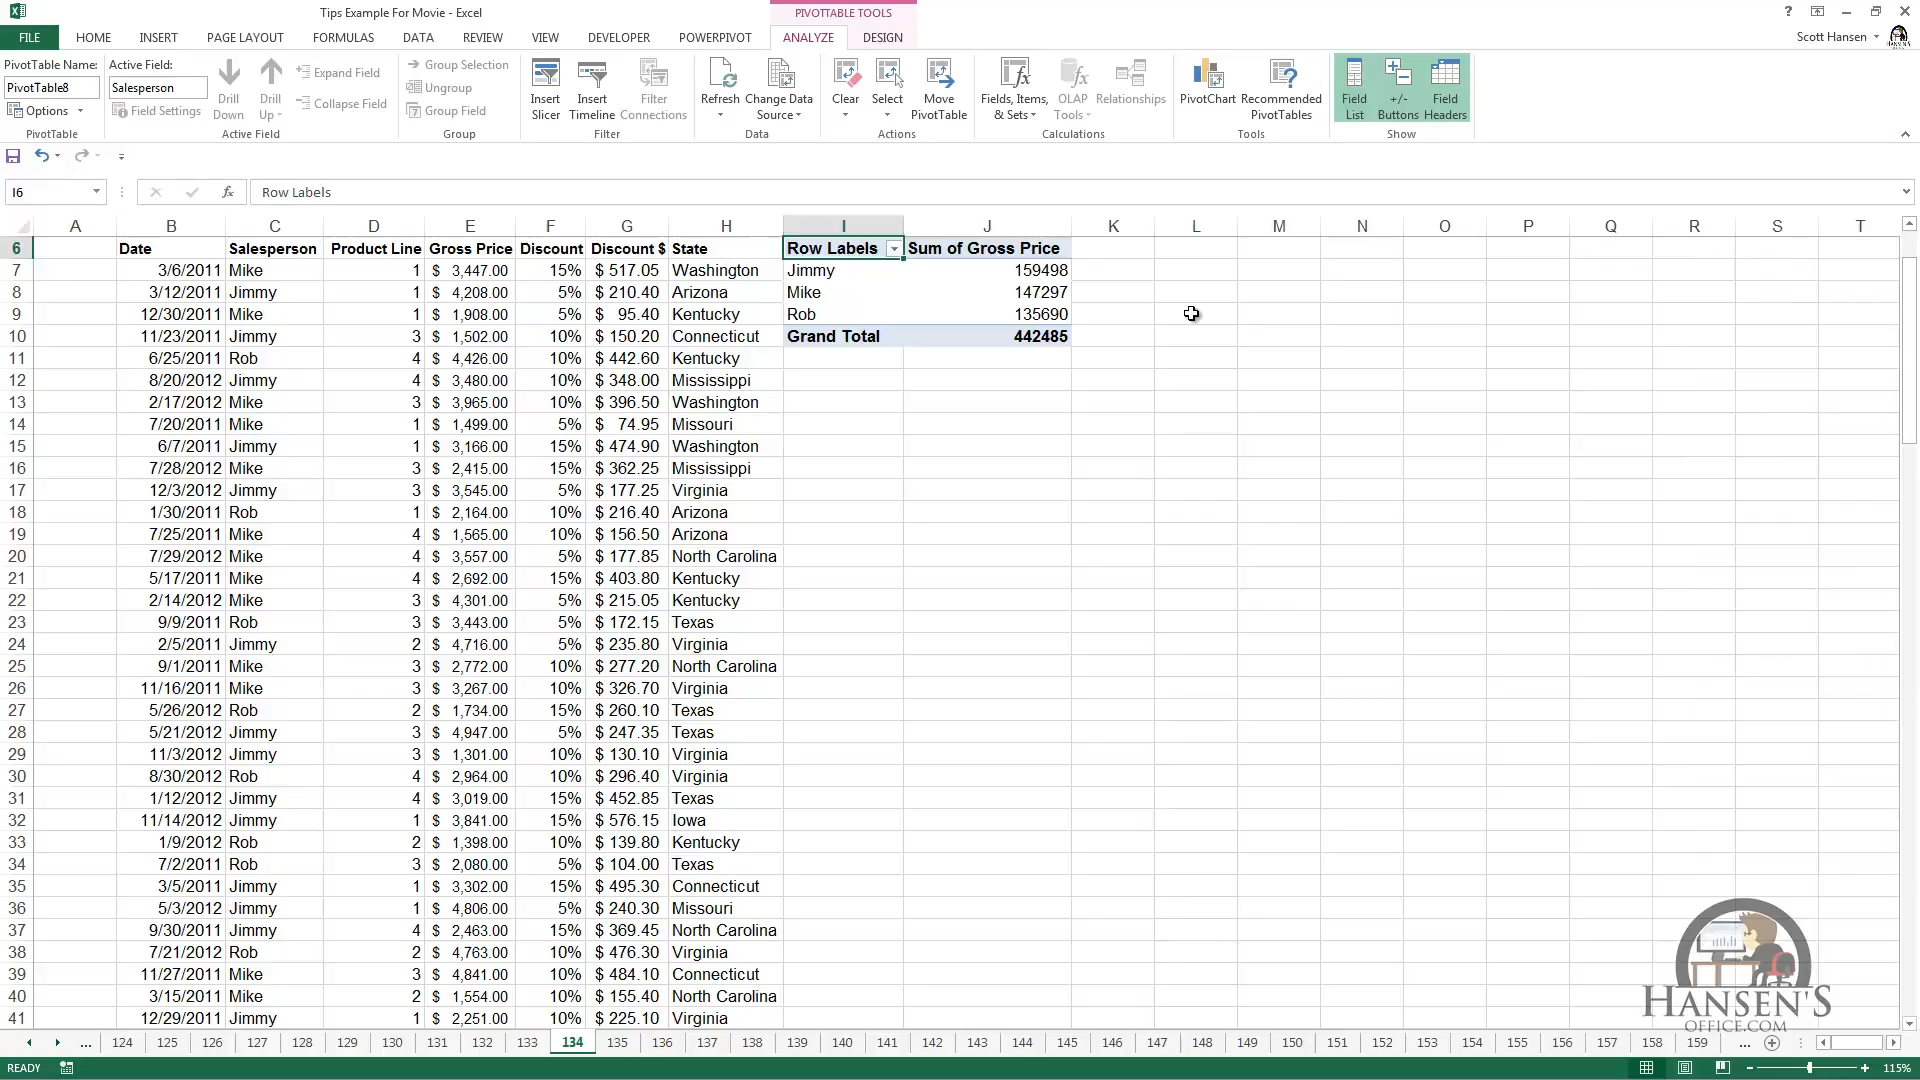 Tips Example For Movie - Excel
PIVOTTABLE TOOLS
?
FILE HOME INSERT PAGE LAYOUT FORMULAS DATA REVIEW VIEW DEVELOPER POWERPIVOT ANALYZE DESIGN Scott Hansen
PivotTable Name: Active Field: Expand Field Group Selection
PivotTable8 Salesperson Collapse Field Ungroup
Options Field Settings Drill Down Drill Up Group Field Insert Slicer Insert Timeline Filter Connections Refresh Change Data Source Clear Select Move PivotTable Fields, Items, & Sets OLAP Tools Relationships PivotChart Recommended PivotTables Field List +/- Buttons Field Headers
PivotTable Active Field Group Filter Data Actions Calculations Tools Show
I6 fx Row Labels
A B C D E F G H I J K L M N O P Q R S T
6 Date Salesperson Product Line Gross Price Discount Discount $ State Row Labels Sum of Gross Price
7 3/6/2011 Mike 1 $ 3,447.00 15% $ 517.05 Washington Jimmy 159498
8 3/12/2011 Jimmy 1 $ 4,208.00 5% $ 210.40 Arizona Mike 147297
9 12/30/2011 Mike 1 $ 1,908.00 5% $ 95.40 Kentucky Rob 135690
10 11/23/2011 Jimmy 3 $ 1,502.00 10% $ 150.20 Connecticut Grand Total 442485
11 6/25/2011 Rob 4 $ 4,426.00 10% $ 442.60 Kentucky
12 8/20/2012 Jimmy 4 $ 3,480.00 10% $ 348.00 Mississippi
13 2/17/2012 Mike 3 $ 3,965.00 10% $ 396.50 Washington
14 7/20/2011 Mike 1 $ 1,499.00 5% $ 74.95 Missouri
15 6/7/2011 Jimmy 1 $ 3,166.00 15% $ 474.90 Washington
16 7/28/2012 Mike 3 $ 2,415.00 15% $ 362.25 Mississippi
17 12/3/2012 Jimmy 3 $ 3,545.00 5% $ 177.25 Virginia
18 1/30/2011 Rob 1 $ 2,164.00 10% $ 216.40 Arizona
19 7/25/2011 Mike 4 $ 1,565.00 10% $ 156.50 Arizona
20 7/29/2012 Mike 4 $ 3,557.00 5% $ 177.85 North Carolina
21 5/17/2011 Mike 4 $ 2,692.00 15% $ 403.80 Kentucky
22 2/14/2012 Mike 3 $ 4,301.00 5% $ 215.05 Kentucky
23 9/9/2011 Rob 3 $ 3,443.00 5% $ 172.15 Texas
24 2/5/2011 Jimmy 2 $ 4,716.00 5% $ 235.80 Virginia
25 9/1/2011 Mike 3 $ 2,772.00 10% $ 277.20 North Carolina
26 11/16/2011 Mike 3 $ 3,267.00 10% $ 326.70 Virginia
27 5/26/2012 Rob 2 $ 1,734.00 15% $ 260.10 Texas
28 5/21/2012 Jimmy 3 $ 4,947.00 5% $ 247.35 Texas
29 11/3/2012 Jimmy 3 $ 1,301.00 10% $ 130.10 Virginia
30 8/30/2012 Rob 4 $ 2,964.00 10% $ 296.40 Virginia
31 1/12/2012 Jimmy 4 $ 3,019.00 15% $ 452.85 Texas
32 11/14/2012 Jimmy 1 $ 3,841.00 15% $ 576.15 Iowa
33 1/9/2012 Rob 2 $ 1,398.00 10% $ 139.80 Kentucky
34 7/2/2011 Rob 3 $ 2,080.00 5% $ 104.00 Texas
35 3/5/2011 Jimmy 1 $ 3,302.00 15% $ 495.30 Connecticut
36 5/3/2012 Jimmy 1 $ 4,806.00 5% $ 240.30 Missouri
37 9/30/2011 Jimmy 4 $ 2,463.00 15% $ 369.45 North Carolina
38 7/21/2012 Rob 2 $ 4,763.00 10% $ 476.30 Virginia
39 11/27/2011 Mike 3 $ 4,841.00 10% $ 484.10 Connecticut
40 3/15/2011 Mike 2 $ 1,554.00 10% $ 155.40 North Carolina
41 12/29/2011 Jimmy 1 $ 2,251.00 10% $ 225.10 Virginia
HANSEN'S
OFFICE.COM
... 124 125 126 127 128 129 130 131 132 133 134 135 136 137 138 139 140 141 142 143 144 145 146 147 148 149 150 151 152 153 154 155 156 157 158 159 ...
READY 115%